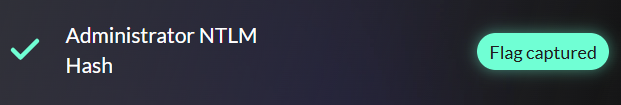 Administrator NTLM
Hash
Flag captured